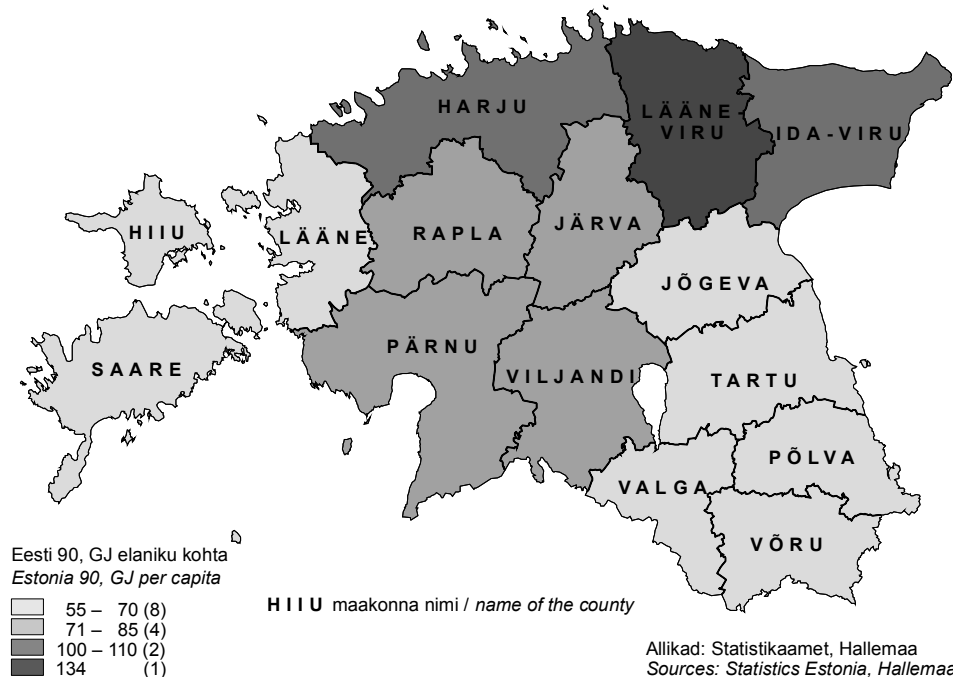 HARJU
LÄÄNE-
VIRU
IDA-VIRU
HIIU
LÄÄNE
RAPLA
JÄRVA
JÕGEVA
SAARE
PÄRNU
VILJANDI
TARTU
VALGA
PÕLVA
VÕRU
Eesti 90, GJ elaniku kohta
Estonia 90, GJ per capita
55 – 70 (8)
71 – 85 (4)
100 – 110 (2)
134 (1)
HIIU maakonna nimi / name of the county
Allikad: Statistikaamet, Hallemaa
Sources: Statistics Estonia, Hallemaa